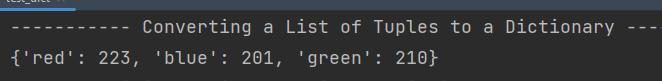 test_dict
----------- Converting a List of Tuples to a Dictionary ----
{'red': 223, 'blue': 201, 'green': 210}